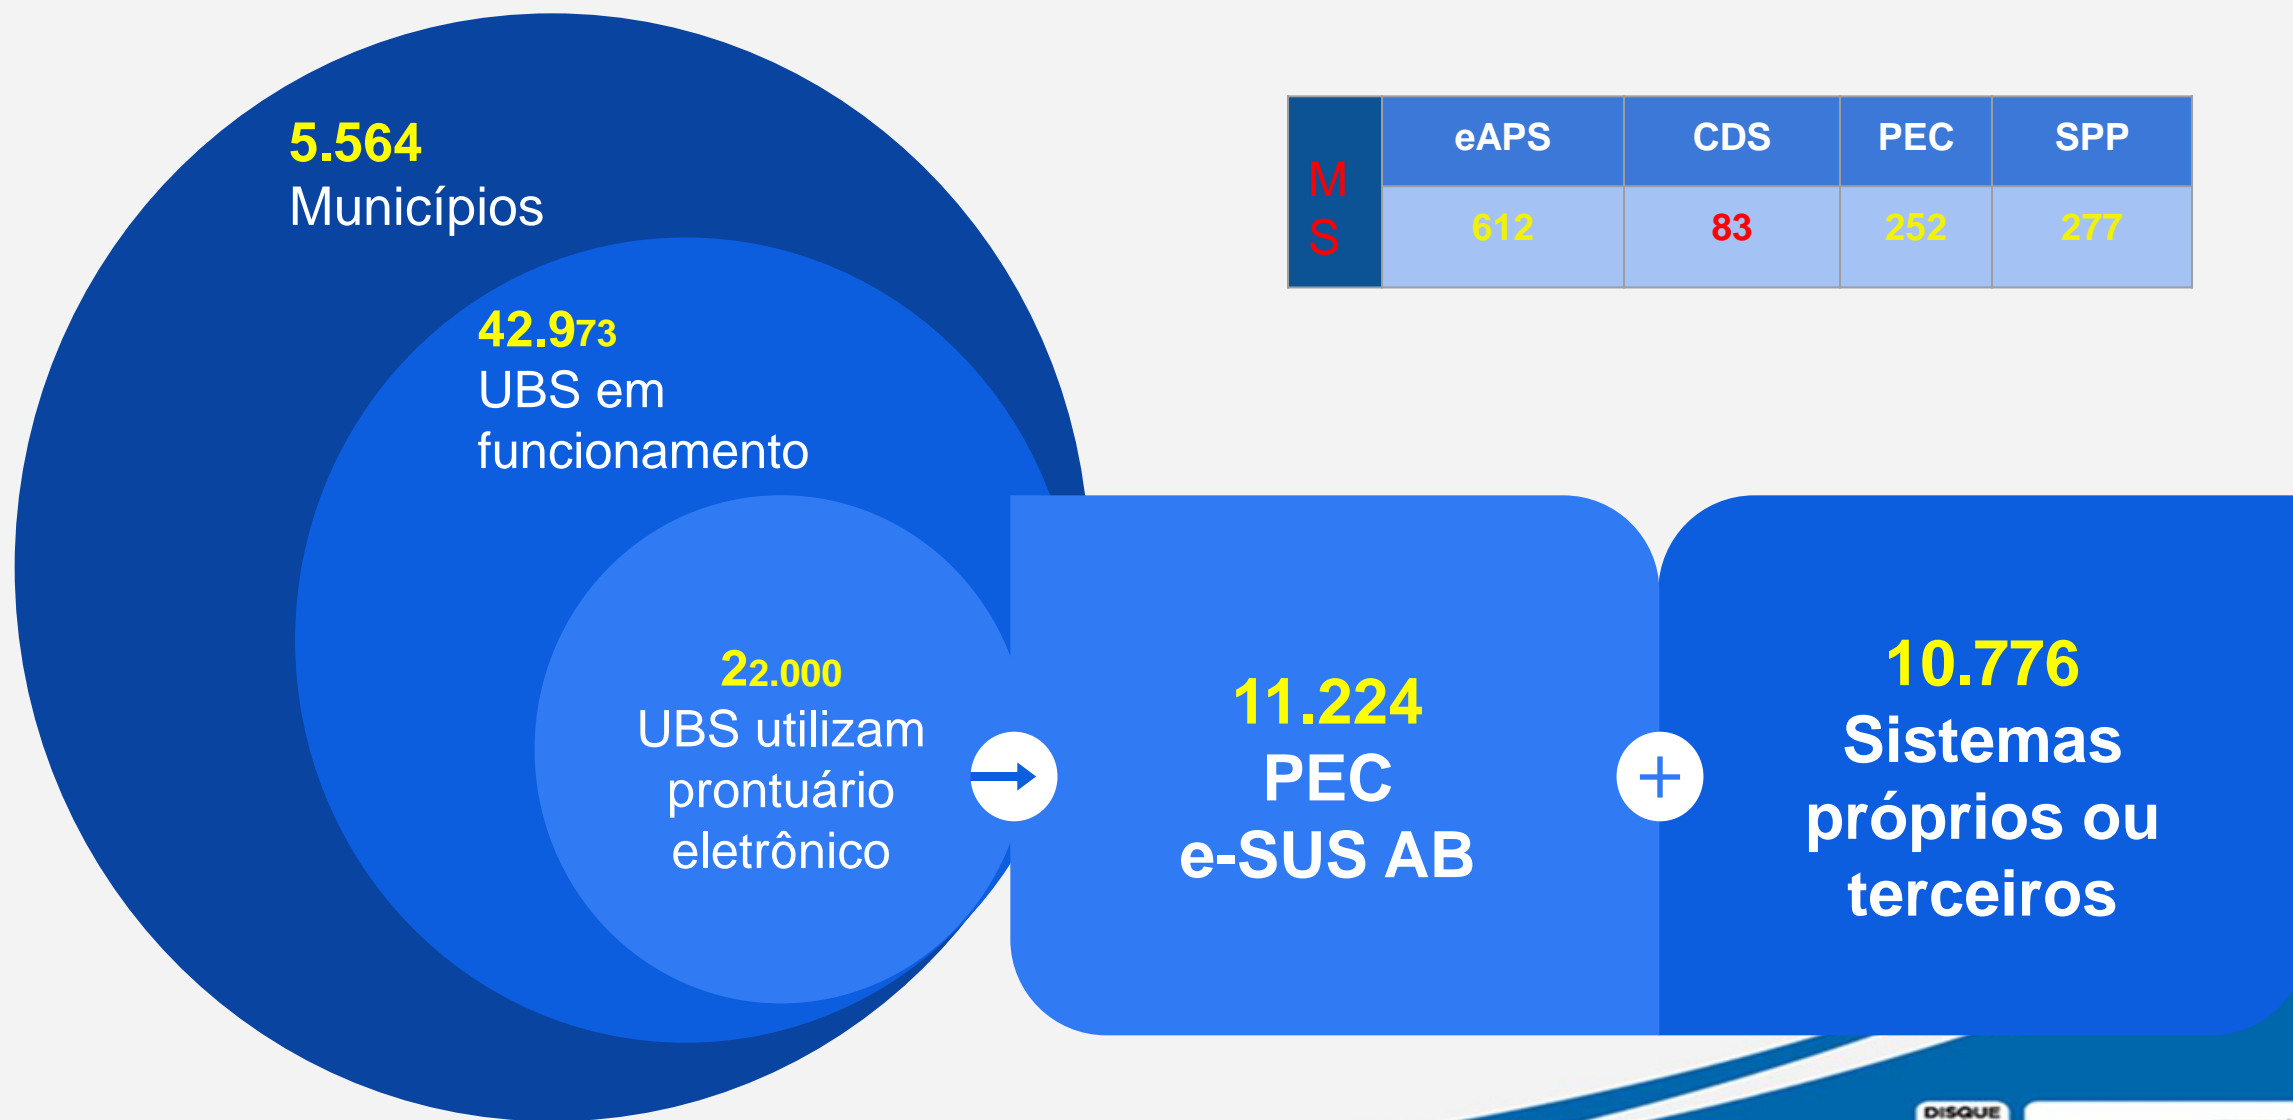 5.564
Municípios
42.973
UBS em
funcionamento
22.000
UBS utilizam
prontuário
eletrônico
11.224
PEC
e-SUS AB
+
10.776
Sistemas
próprios ou
terceiros
M
S
eAPS CDS PEC SPP
612 83 252 277
DISQUE